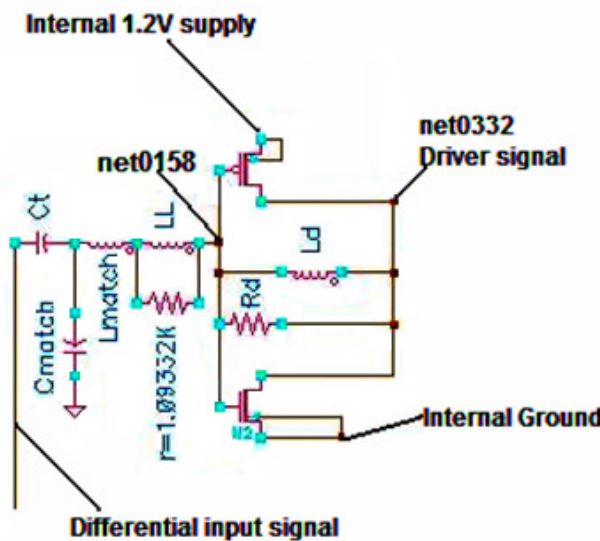 Internal 1.2V supply
net0332
Driver signal
net0158
Ct
LL
Lmatch
Ld
Rd
Cmatch
r=1.09332K
N2
Internal Ground
Differential input signal